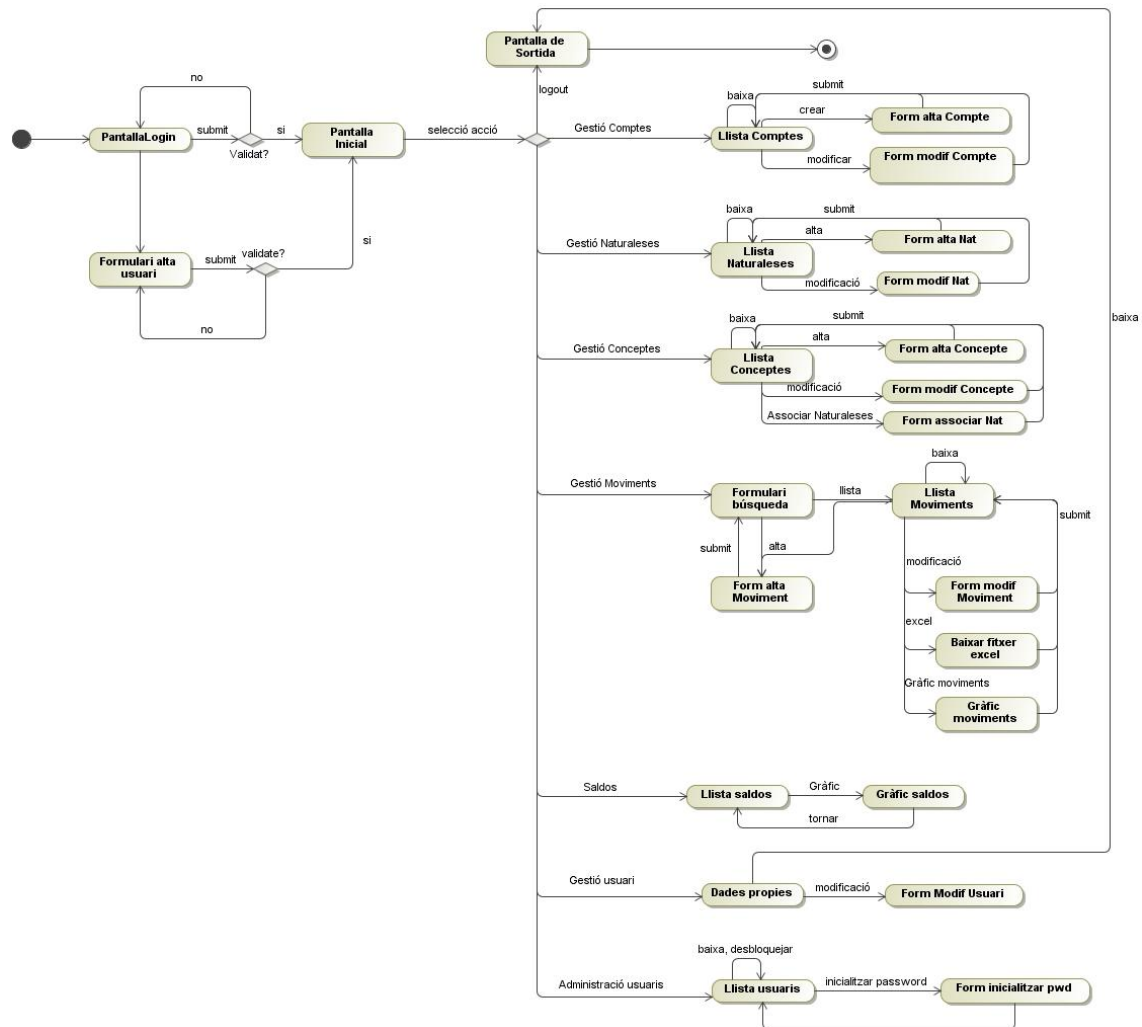 Pantalla de
Sortida
no
logout
submit
baixa
crear
Form alta Compte
PantallaLogin
submit
si
Pantalla
Inicial
selecció acció
Gestió Comptes
Llista Comptes
Validat?
modificar
Form modif Compte
baixa
submit
alta
Form alta Nat
si
Gestió Naturaleses
Llista
Naturaleses
Formulari alta
usuari
submit
validate?
modificació
Form modif Nat
no
baixa
submit
baixa
alta
Form alta Concepte
Gestió Conceptes
Llista
Conceptes
modificació
Form modif Concepte
Associar Naturaleses
Form associar Nat
baixa
Gestió Moviments
Formulari
búsqueda
llista
Llista
Moviments
submit
submit
alta
modificació
Form alta
Moviment
Form modif
Moviment
excel
Baixar fitxer
excel
Gràfic moviments
Gràfic
moviments
Saldos
Llista saldos
Gràfic
Gràfic saldos
tornar
Gestió usuari
Dades propies
modificació
Form Modif Usuari
baixa, desbloquejar
Administració usuaris
Llista usuaris
inicialitzar password
Form inicialitzar pwd